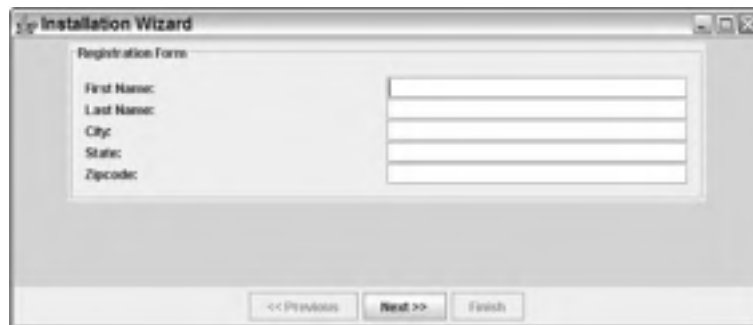 Installation Wizard
Registration Form
First Name:
Last Name:
City:
State:
Zipcode:
<< Previous Next >> Finish